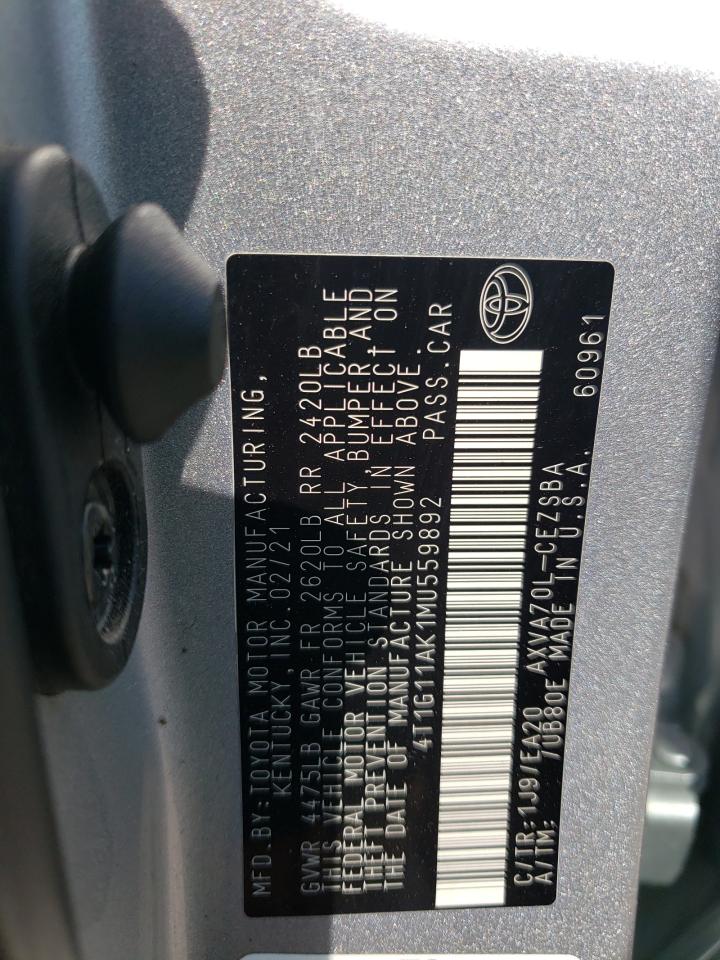 MFD. BY: TOYOTA MOTOR MANUFACTURING,
KENTUCKY, INC. 02/21
GVWR 4475LB GAWR FR 2620LB RR 2420LB
THIS VEHICLE CONFORMS TO ALL APPLICABLE
FEDERAL MOTOR VEHICLE SAFETY, BUMPER AND
THEFT PREVENTION STANDARDS IN EFFECT ON
THE DATE OF MANUFACTURE SHOWN ABOVE.
4T1G11AK1MU559892 PASS. CAR
C/TR: 1J9/EA20 AXVA70L-CEZSBA
A/TM: /UB80E MADE IN U.S.A. 60961